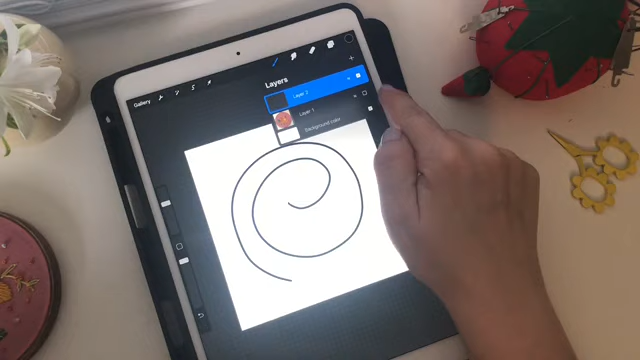 Gallery
Layers
Layer 2
Layer 1
Background color